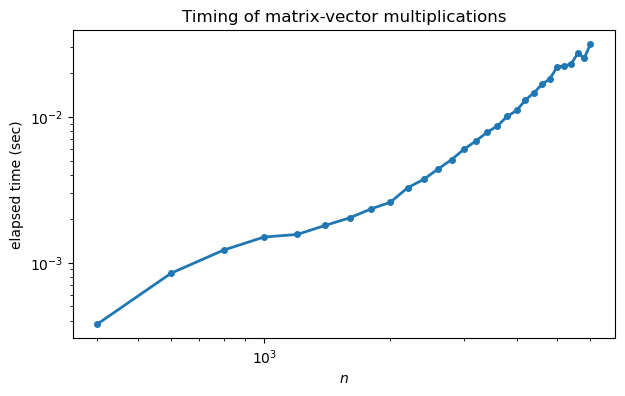 Timing of matrix-vector multiplications
10⁻²
elapsed time (sec)
10⁻³
10³
n